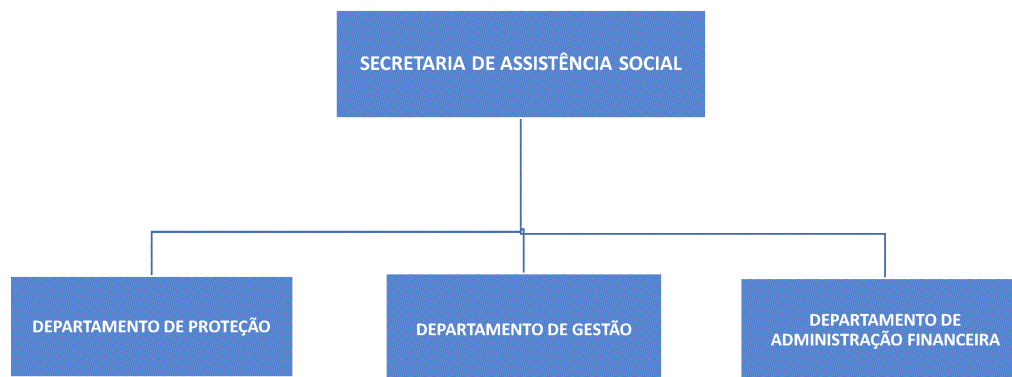 SECRETARIA DE ASSISTÊNCIA SOCIAL
DEPARTAMENTO DE PROTEÇÃO
DEPARTAMENTO DE GESTÃO
DEPARTAMENTO DE
ADMINISTRAÇÃO FINANCEIRA